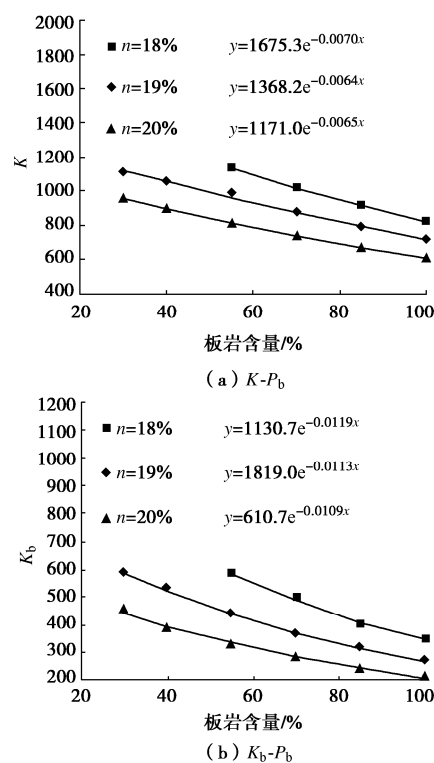 2000
1800
1600
1400
1200
1000
800
600
400
K
n=18% y=1675.3e^−0.0070x
n=19% y=1368.2e^−0.0064x
n=20% y=1171.0e^−0.0065x
20 40 60 80 100
板岩含量/%
（a）K-Pb
1200
1100
1000
900
800
700
600
500
400
300
200
Kb
n=18% y=1130.7e^−0.0119x
n=19% y=1819.0e^−0.0113x
n=20% y=610.7e^−0.0109x
20 40 60 80 100
板岩含量/%
（b）Kb-Pb